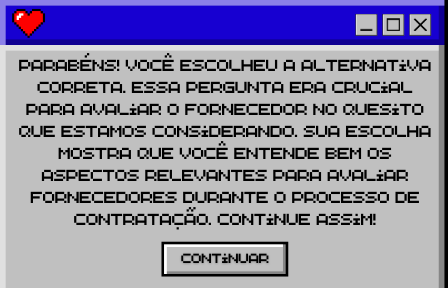 PARABÉNS! VOCÊ ESCOLHEU A ALTERNATiVA
CORRETA. ESSA PERGUNTA ERA CRUCiAL
PARA AVALiAR O FORNECEDOR NO QUESiTO
QUE ESTAMOS CONSiDERANDO. SUA ESCOLHA
MOSTRA QUE VOCÊ ENTENDE BEM OS
ASPECTOS RELEVANTES PARA AVALiAR
FORNECEDORES DURANTE O PROCESSO DE
CONTRATAÇÃO. CONTiNUE ASSiM!
CONTiNUAR